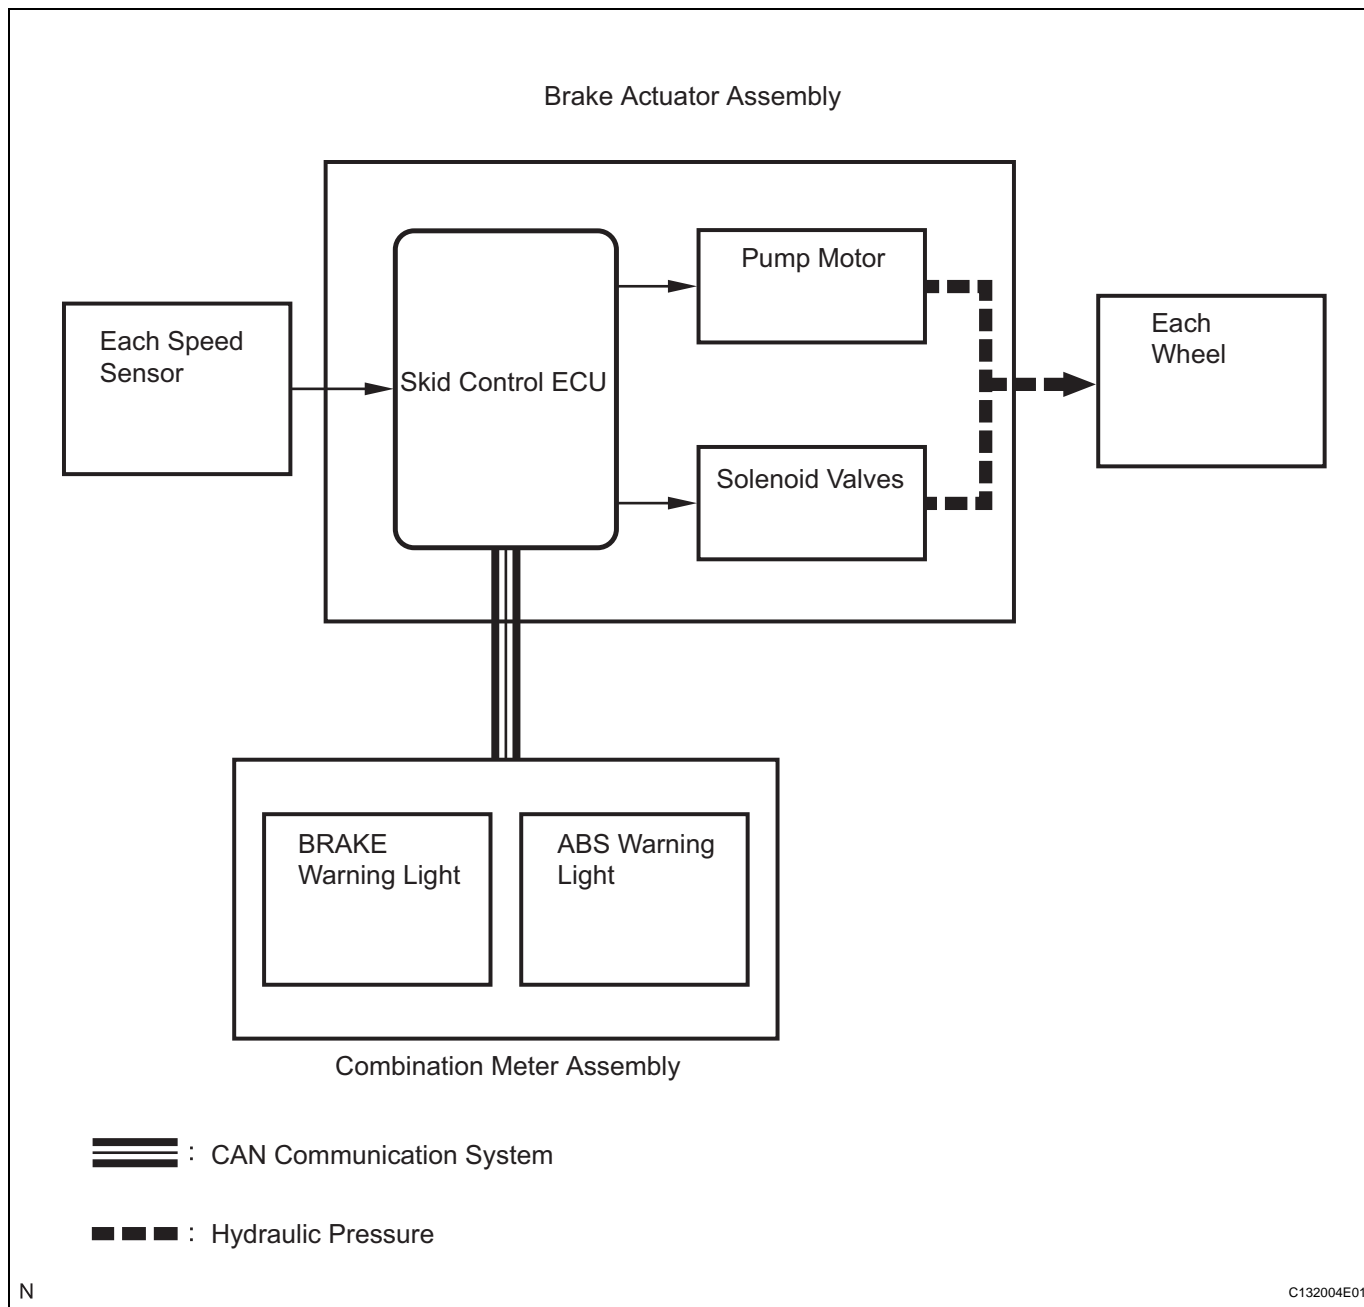 Brake Actuator Assembly
Each Speed
Sensor
Skid Control ECU
Pump Motor
Solenoid Valves
Each
Wheel
BRAKE
Warning Light
ABS Warning
Light
Combination Meter Assembly
: CAN Communication System
: Hydraulic Pressure
N
C132004E01